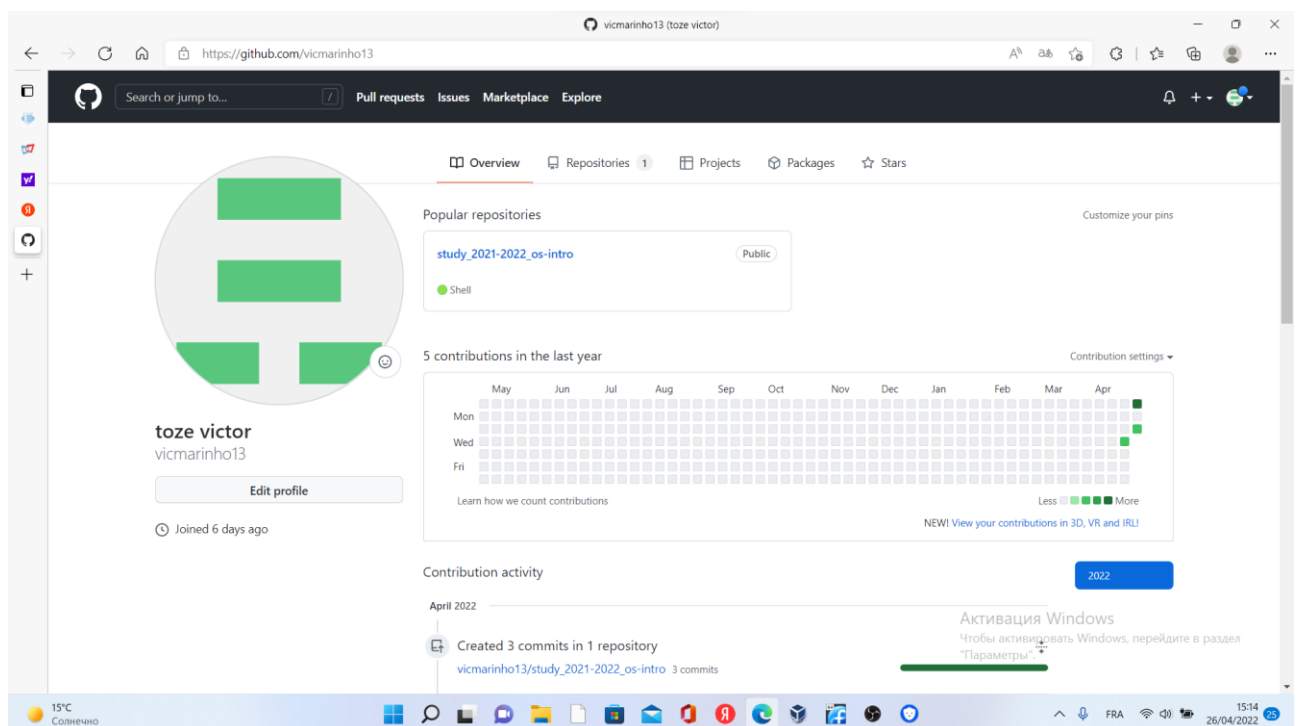 vicmarinho13 (toze victor)
https://github.com/vicmarinho13
Search or jump to... / Pull requests Issues Marketplace Explore
Overview Repositories 1 Projects Packages Stars
Popular repositories Customize your pins
study_2021-2022_os-intro Public
Shell
5 contributions in the last year Contribution settings
May Jun Jul Aug Sep Oct Nov Dec Jan Feb Mar Apr
Mon
Wed
Fri
Learn how we count contributions Less More
NEW! View your contributions in 3D, VR and IRL!
toze victor
vicmarinho13
Edit profile
Joined 6 days ago
Contribution activity 2022
April 2022
Created 3 commits in 1 repository
vicmarinho13/study_2021-2022_os-intro 3 commits
Активация Windows
Чтобы активировать Windows, перейдите в раздел
"Параметры".
15°C
Солнечно
FRA
15:14
26/04/2022
25